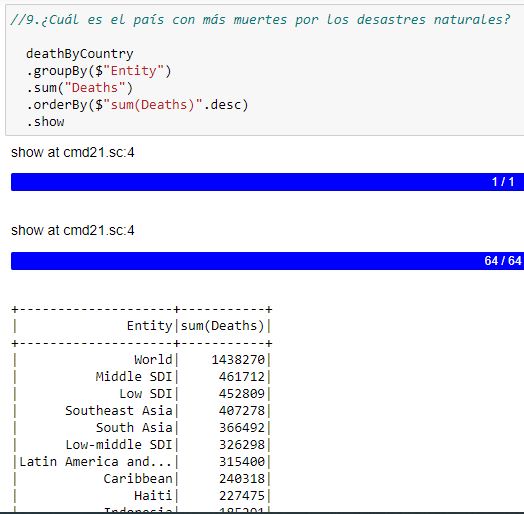 //9.¿Cuál es el país con más muertes por los desastres naturales?
deathByCountry
.groupBy($"Entity")
.sum("Deaths")
.orderBy($"sum(Deaths)".desc)
.show
show at cmd21.sc:4
1 / 1
show at cmd21.sc:4
64 / 64
+--------------------+-----------+
|              Entity|sum(Deaths)|
+--------------------+-----------+
|               World|    1438270|
|          Middle SDI|     461712|
|             Low SDI|     452809|
|      Southeast Asia|     407278|
|          South Asia|     366492|
|      Low-middle SDI|     326298|
|Latin America and...|     315400|
|           Caribbean|     240318|
|               Haiti|     227475|
|           Indonesia|